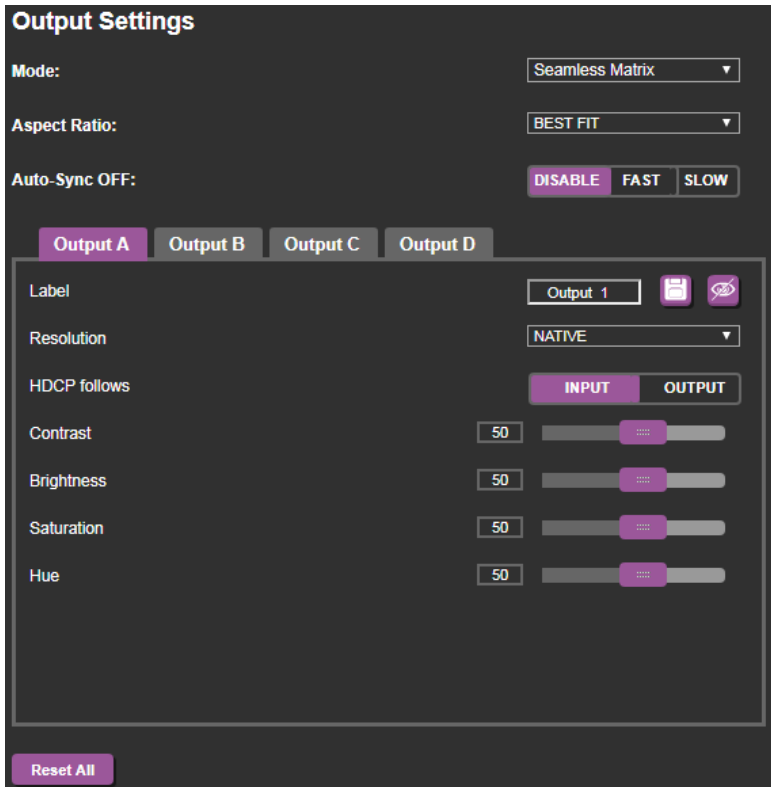 Output Settings
Mode: Seamless Matrix
Aspect Ratio: BEST FIT
Auto-Sync OFF: DISABLE FAST SLOW
Output A Output B Output C Output D
Label Output 1
Resolution NATIVE
HDCP follows INPUT OUTPUT
Contrast 50
Brightness 50
Saturation 50
Hue 50
Reset All